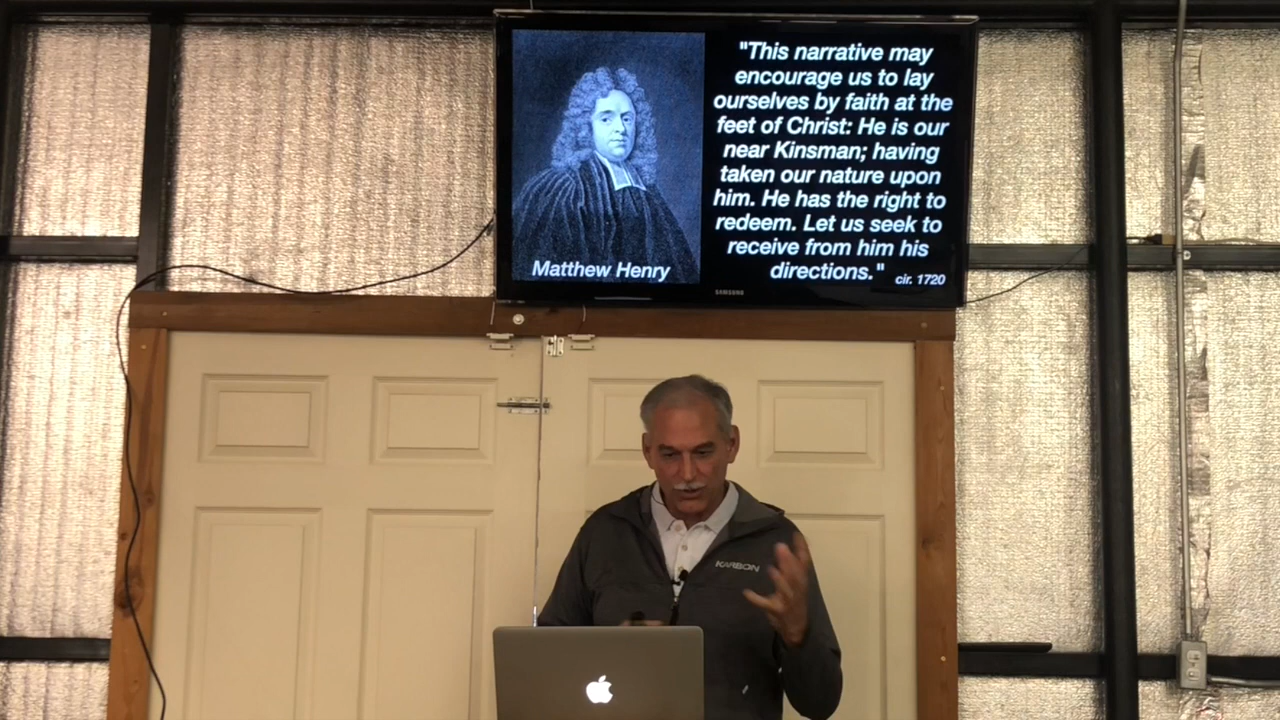 "This narrative may
encourage us to lay
ourselves by faith at the
feet of Christ: He is our
near Kinsman; having
taken our nature upon
him. He has the right to
redeem. Let us seek to
receive from him his
directions."
cir. 1720
Matthew Henry
SAMSUNG
KARBON